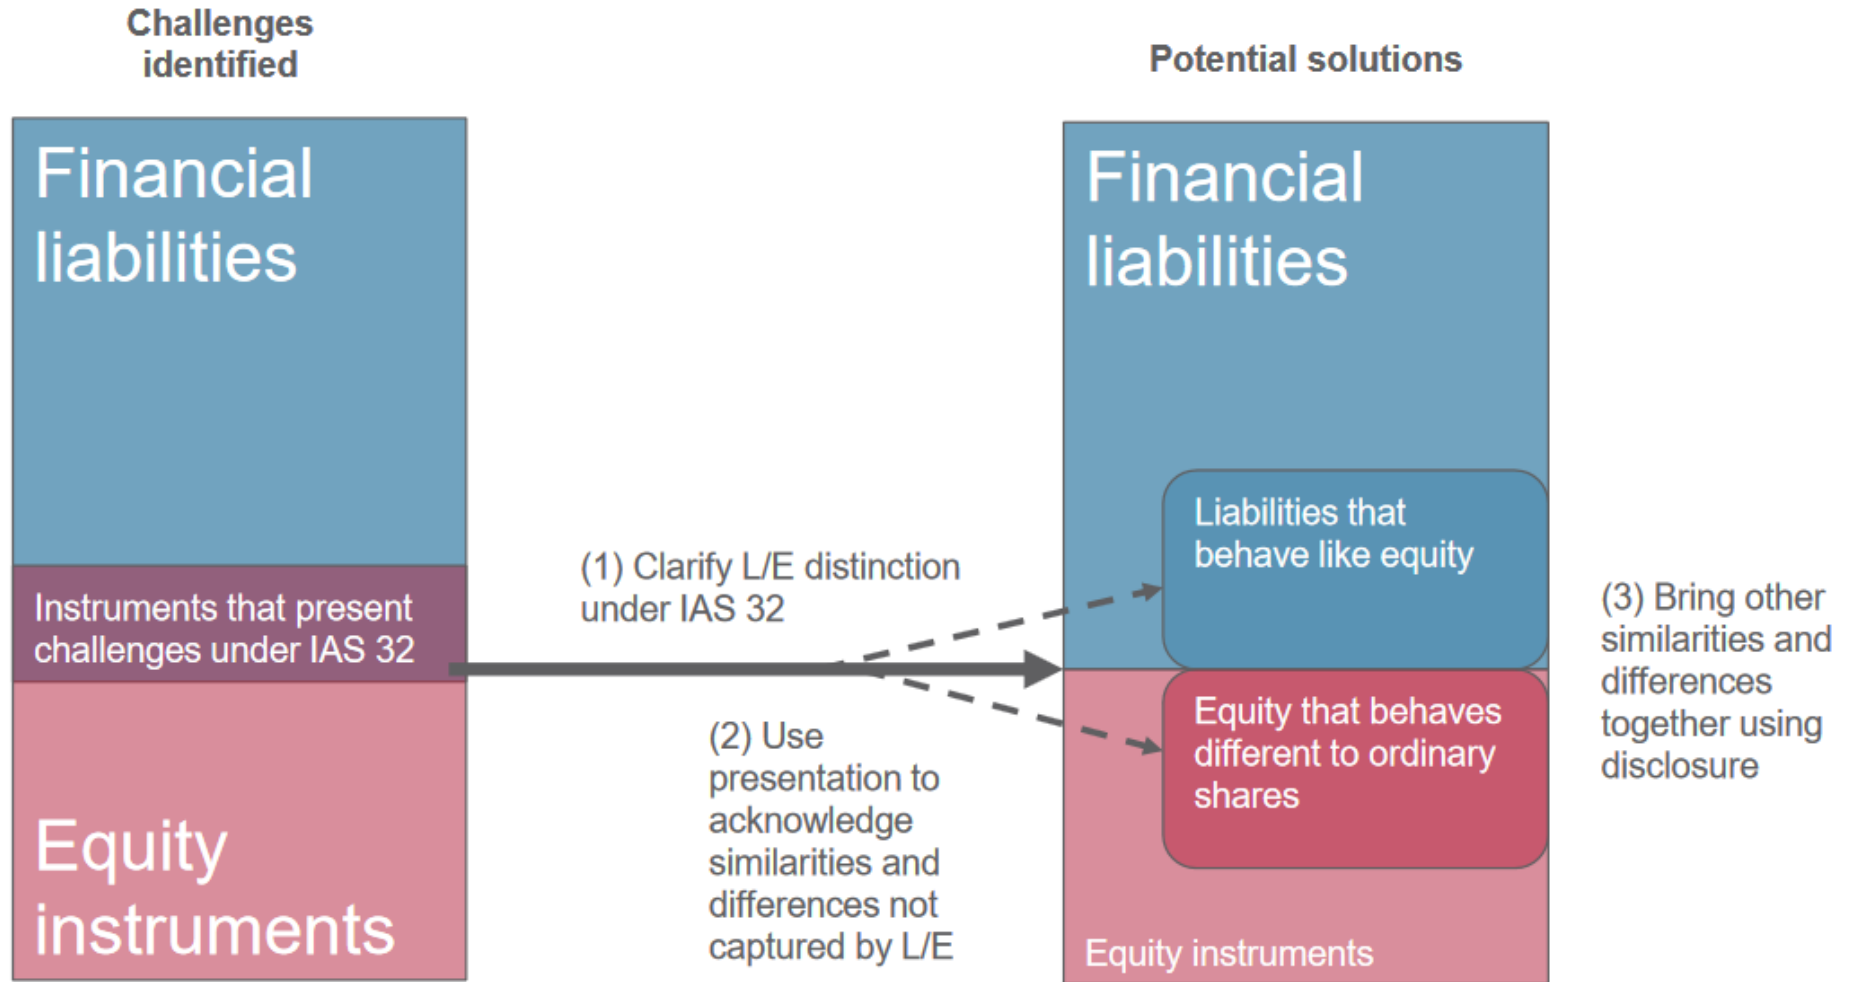 Challenges
identified
Potential solutions
Financial
liabilities
Instruments that present
challenges under IAS 32
Equity
instruments
(1) Clarify L/E distinction
under IAS 32
(2) Use
presentation to
acknowledge
similarities and
differences not
captured by L/E
Financial
liabilities
Liabilities that
behave like equity
Equity that behaves
different to ordinary
shares
Equity instruments
(3) Bring other
similarities and
differences
together using
disclosure